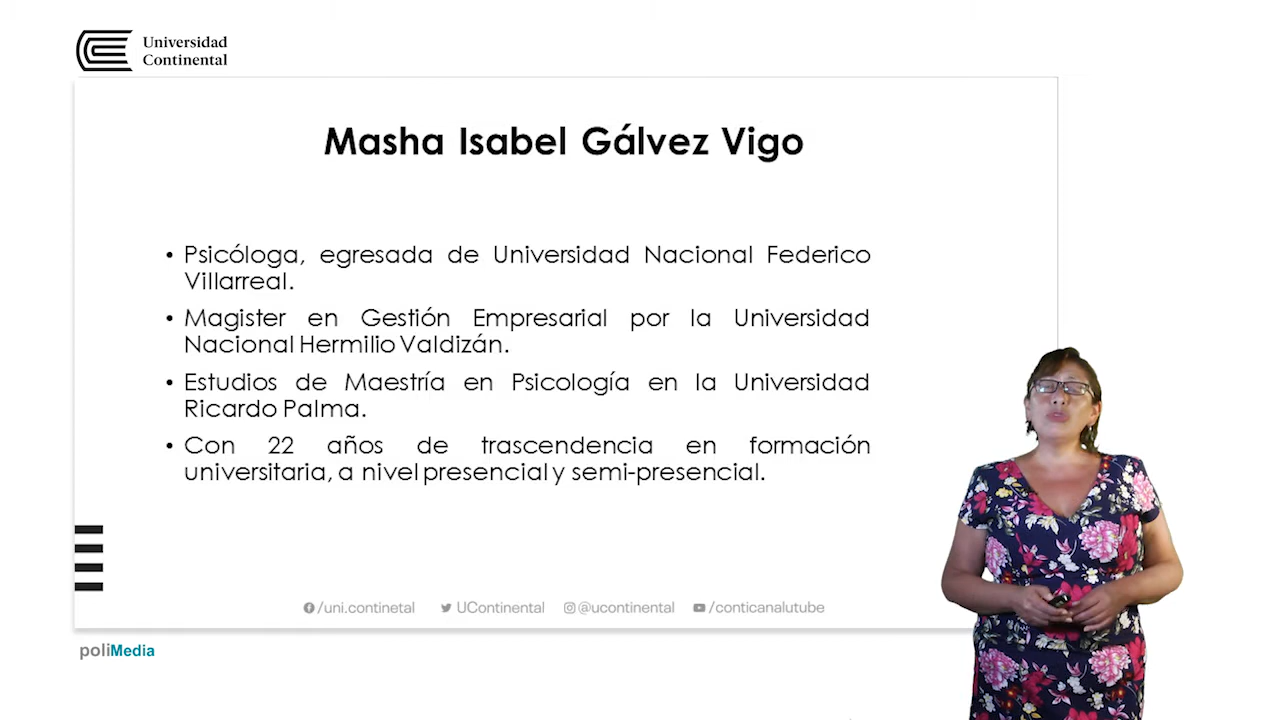 Universidad
Continental
Masha Isabel Gálvez Vigo
• Psicóloga, egresada de Universidad Nacional Federico
Villarreal.
• Magister en Gestión Empresarial por la Universidad
Nacional Hermilio Valdizán.
• Estudios de Maestría en Psicología en la Universidad
Ricardo Palma.
• Con 22 años de trascendencia en formación
universitaria, a nivel presencial y semi-presencial.
/uni.continetal UContinental @ucontinental /conticanalutube
poliMedia